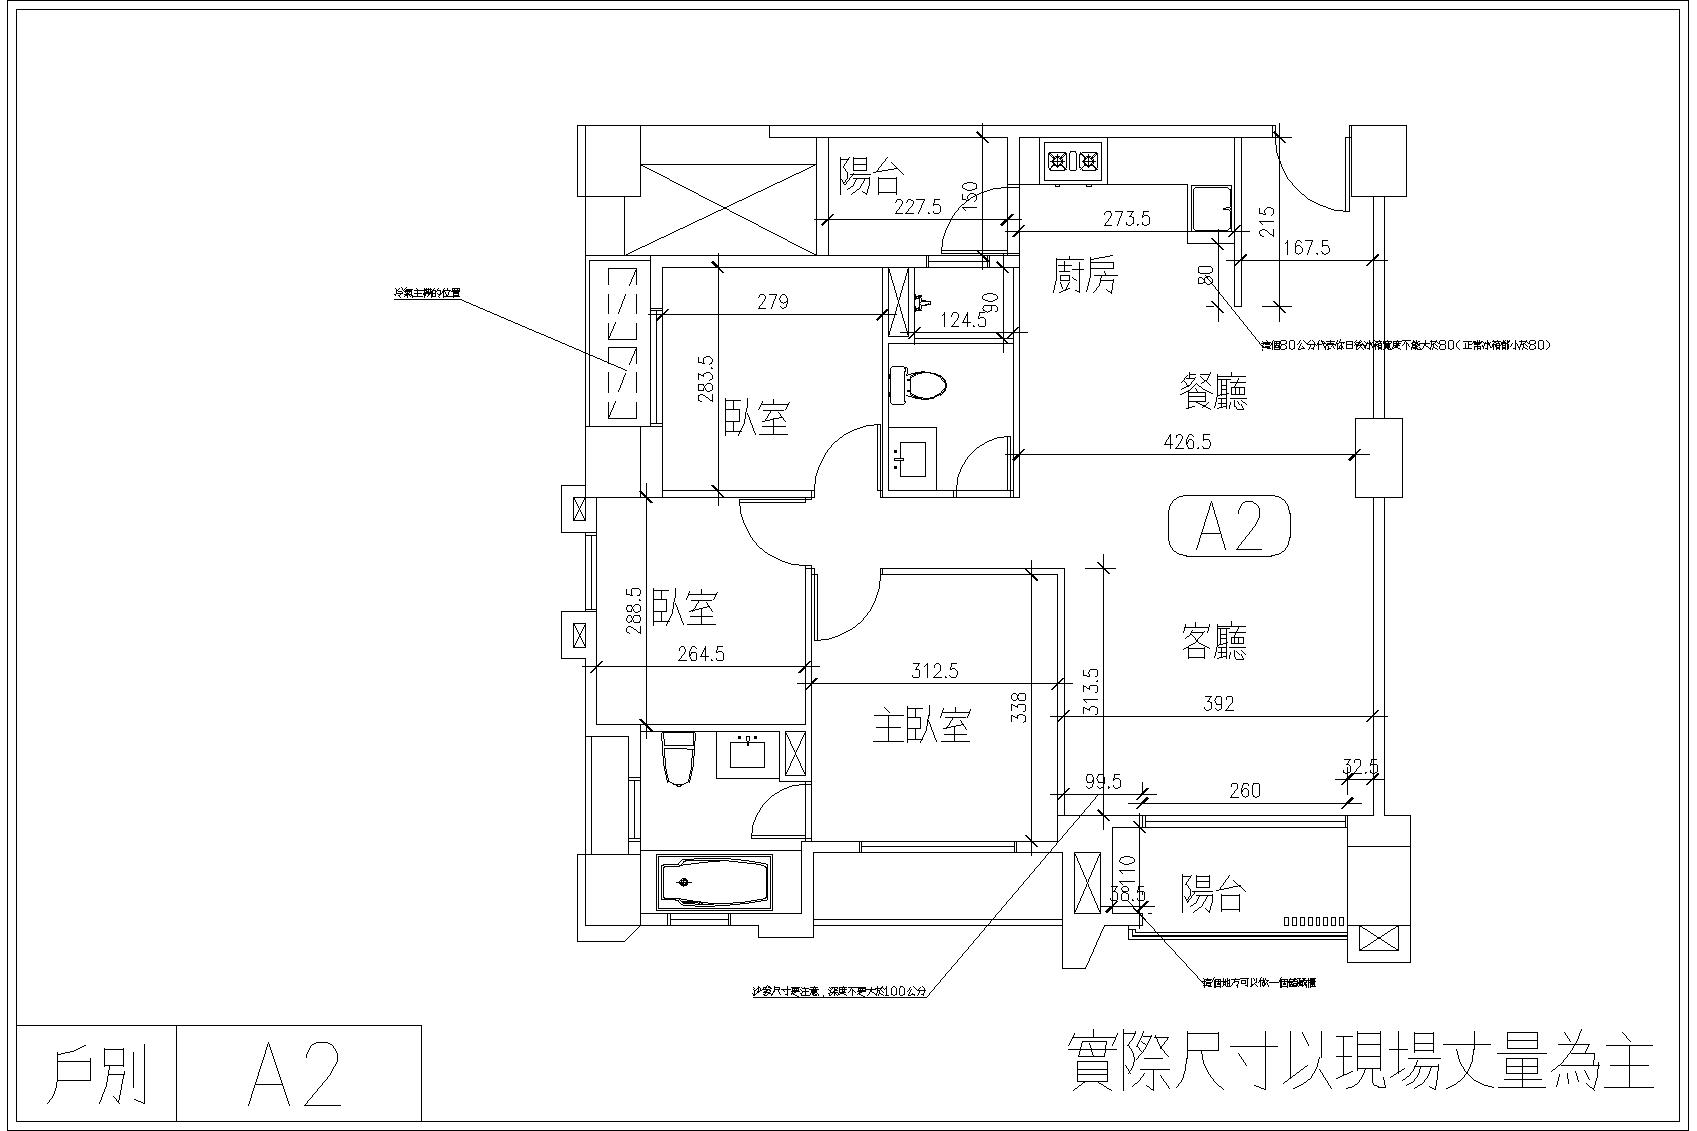 陽台
150
227.5
273.5
215
167.5
廚房
80
冷氣主機的位置
279
90
124.5
這個80公分代表你日後冰箱寬度不能大於80(正常冰箱都小於80)
283.5
餐廳
臥室
426.5
A2
288.5
臥室
客廳
264.5
312.5
313.5
338
392
主臥室
32.5
99.5
260
110
38.5
陽台
這個地方可以做一個儲藏櫃
沙發尺寸要注意，深度不要大於100公分
戶別
A2
實際尺寸以現場丈量為主